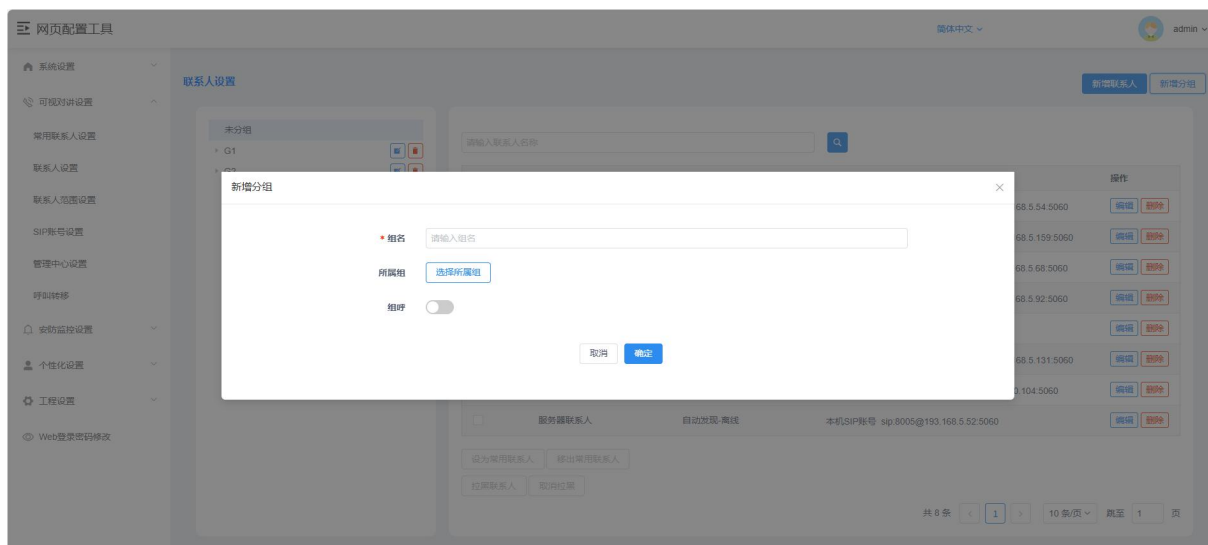 网页配置工具
简体中文
admin
系统设置
可视对讲设置
常用联系人设置
联系人设置
联系人范围设置
SIP账号设置
管理中心设置
呼叫转移
安防监控设置
个性化设置
工程设置
Web登录密码修改
联系人设置
新增联系人 新增分组
未分组
G1
G2
请输入联系人名称
操作
68.5.54:5060 编辑 删除
68.5.159:5060 编辑 删除
68.5.68:5060 编辑 删除
68.5.92:5060 编辑 删除
编辑 删除
68.5.131:5060 编辑 删除
0.104:5060 编辑 删除
服务器联系人 自动发现-离线 本机SIP账号 sip:8005@193.168.5.52:5060 编辑 删除
设为常用联系人 移出常用联系人
拉黑联系人 取消拉黑
共 8 条 1 10 条/页 跳至 1 页
新增分组
* 组名 请输入组名
所属组 选择所属组
组呼
取消 确定